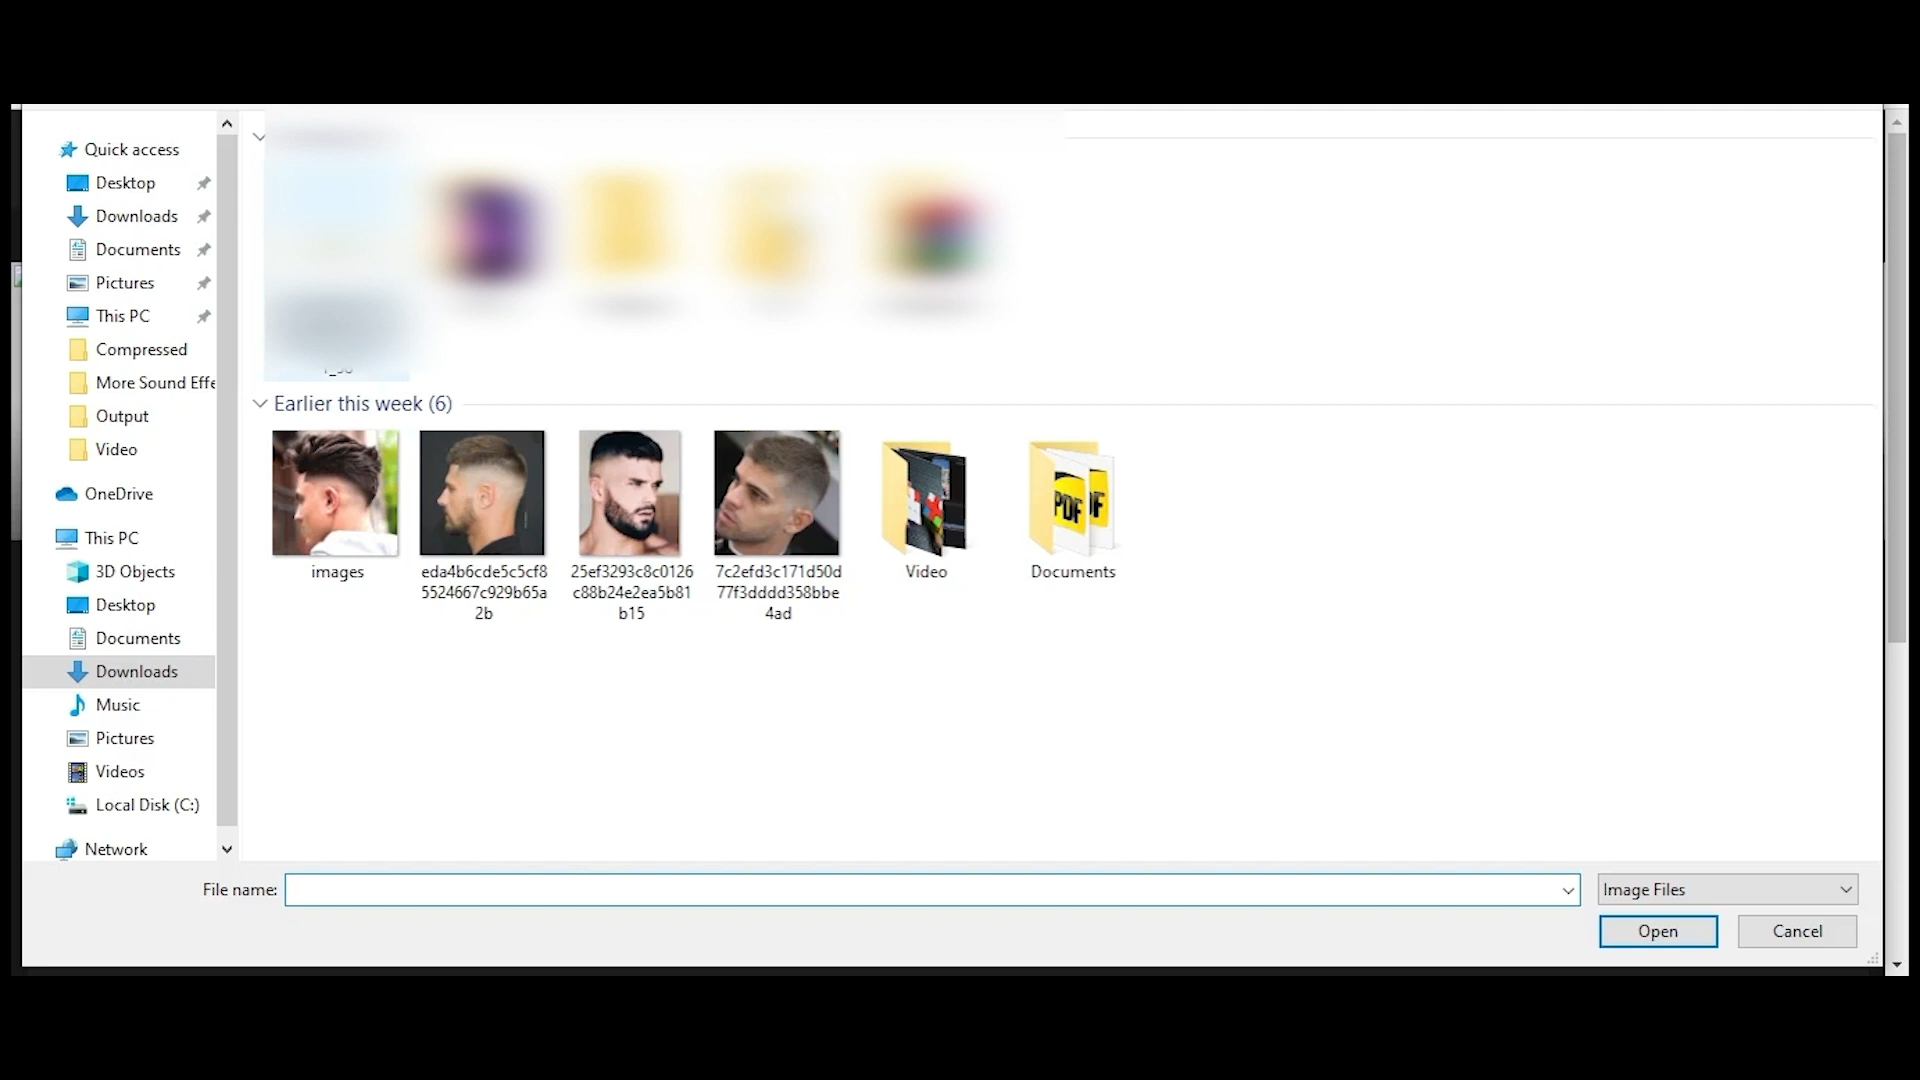 Quick access
Desktop
Downloads
Documents
Pictures
This PC
Compressed
More Sound Effe
Output
Video
OneDrive
This PC
3D Objects
Desktop
Documents
Downloads
Music
Pictures
Videos
Local Disk (C:)
Network
Earlier this week (6)
images
eda4b6cde5c5cf8
5524667c929b65a
2b
25ef3293c8c0126
c88b24e2ea5b81
b15
7c2efd3c171d50d
77f3dddd358bbe
4ad
PDF
Video
Documents
File name:
Image Files
Open
Cancel